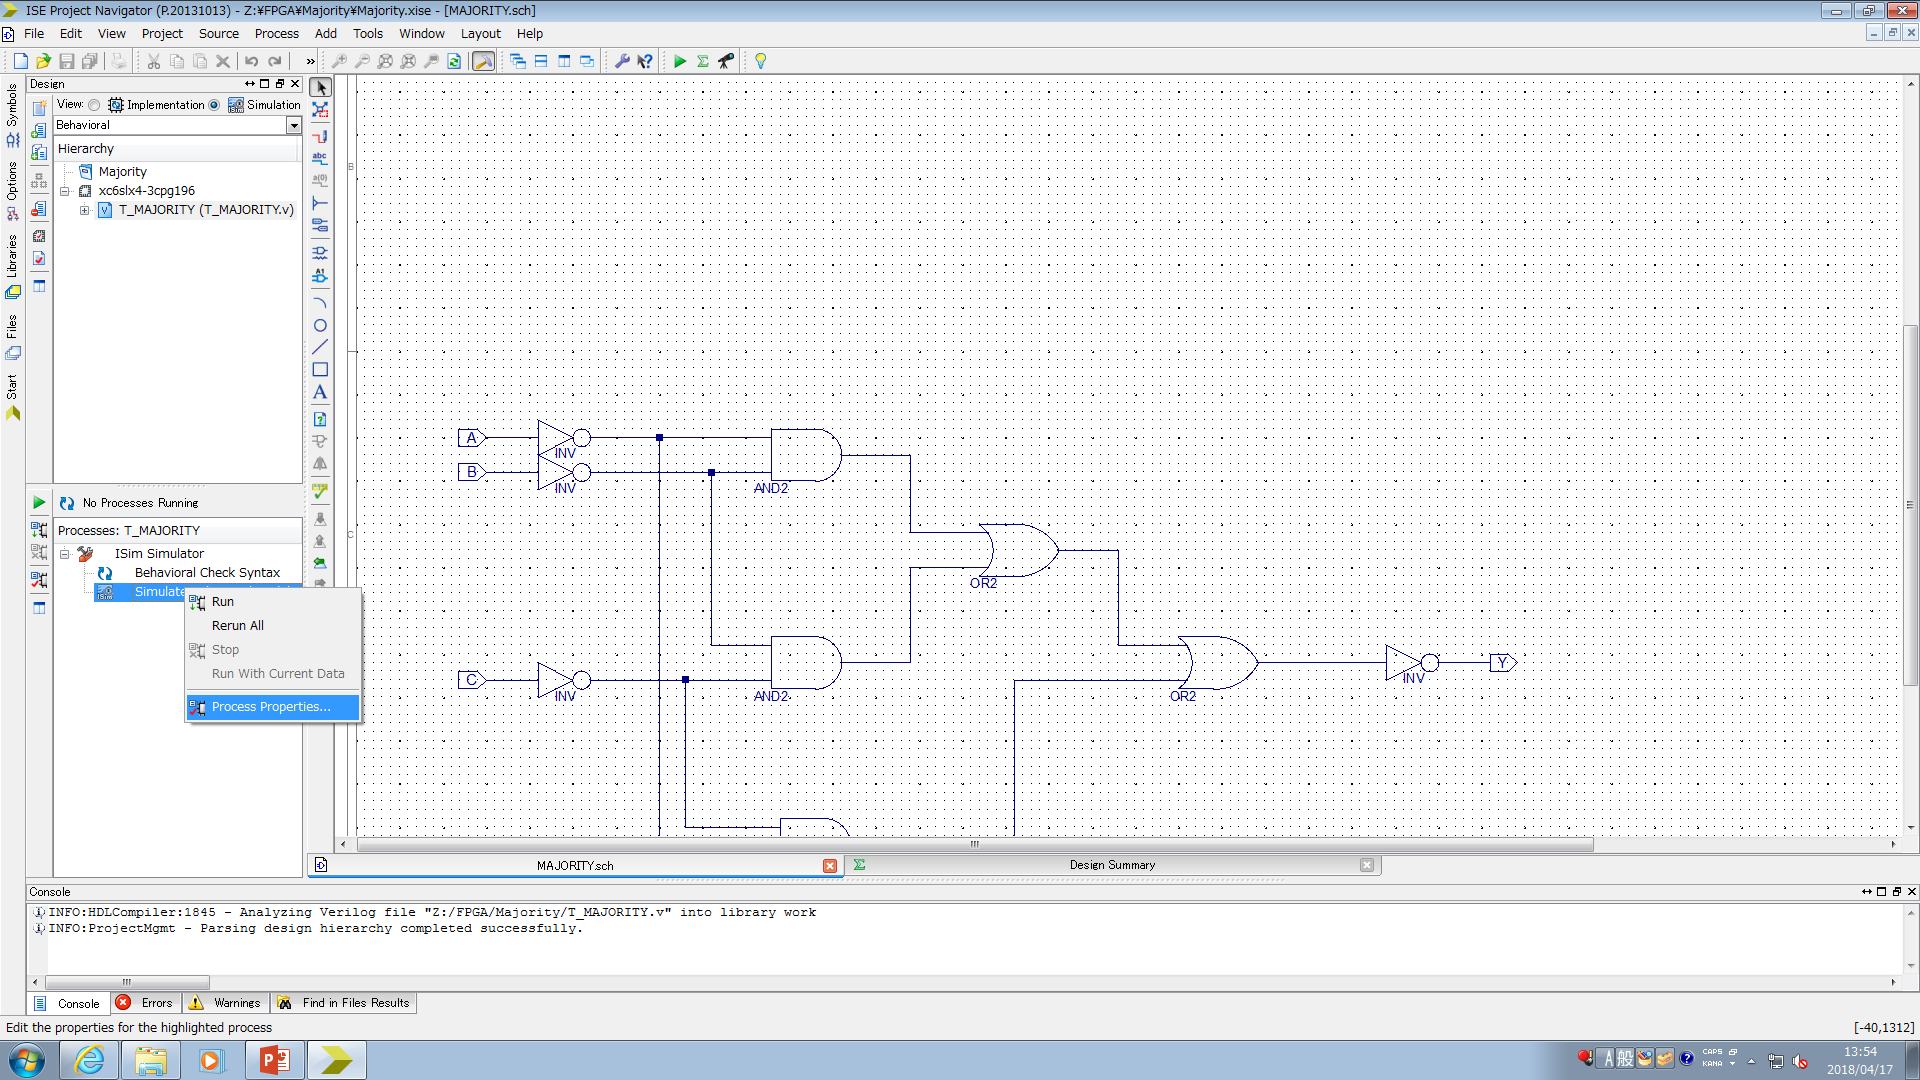 ISE Project Navigator (P.20131013) - Z:¥FPGA¥Majority¥Majority.xise - [MAJORITY.sch]
File Edit View Project Source Process Add Tools Window Layout Help
Design
View: Implementation Simulation
Behavioral
Hierarchy
Majority
xc6slx4-3cpg196
T_MAJORITY (T_MAJORITY.v)
Symbols
Options
Libraries
Files
Start
No Processes Running
Processes: T_MAJORITY
ISim Simulator
Behavioral Check Syntax
Simulate
Run
Rerun All
Stop
Run With Current Data
Process Properties...
B
C
A
INV
B
INV
AND2
OR2
C
INV
AND2
OR2
INV
Y
MAJORITY.sch
Design Summary
Console
INFO:HDLCompiler:1845 - Analyzing Verilog file "Z:/FPGA/Majority/T_MAJORITY.v" into library work
INFO:ProjectMgmt - Parsing design hierarchy completed successfully.
Console Errors Warnings Find in Files Results
Edit the properties for the highlighted process
[-40,1312]
A 般 CAPS KANA
13:54
2018/04/17